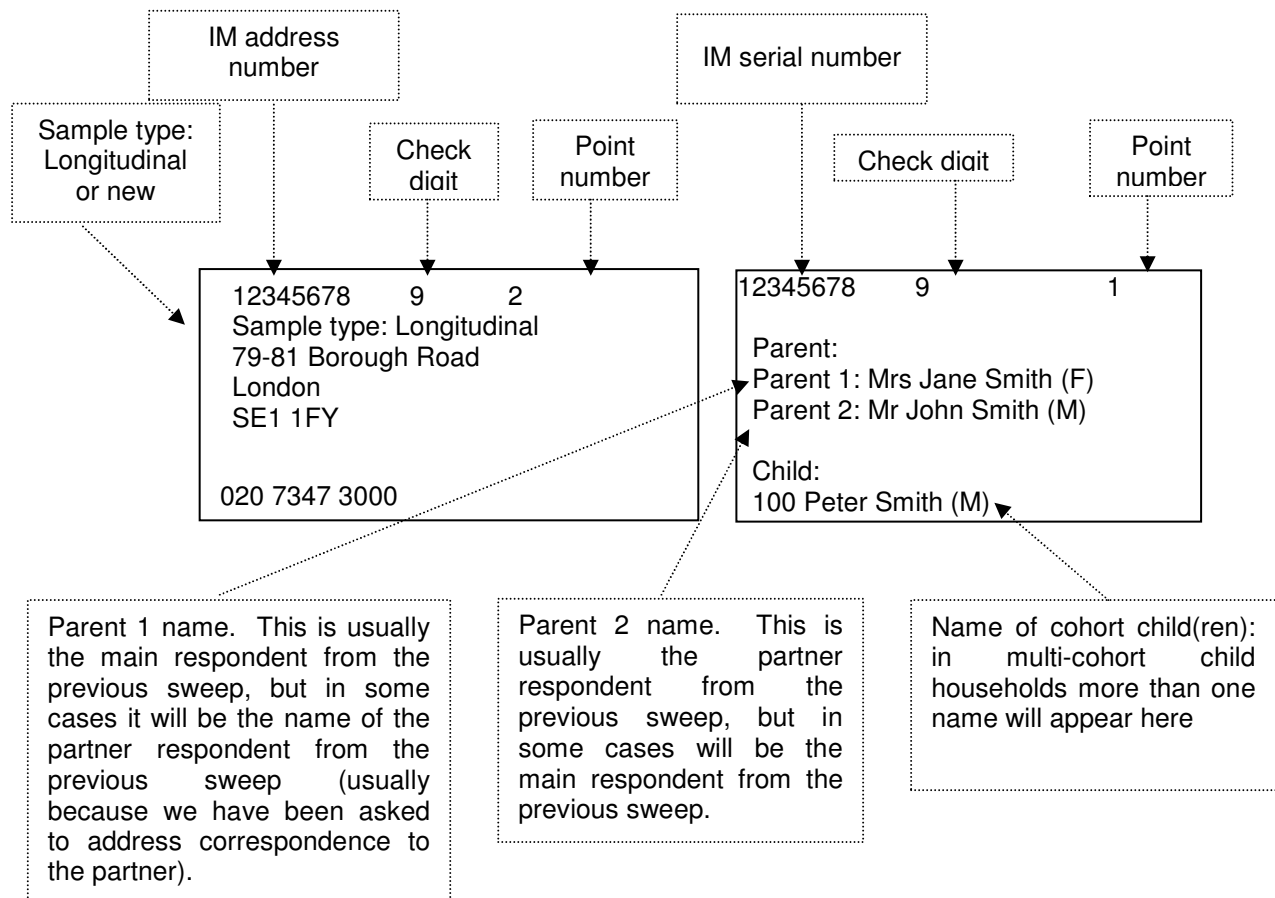 IM address
number
IM serial number
Sample type:
Longitudinal
or new
Check
digit
Point
number
Check digit
Point
number
12345678 9 2
Sample type: Longitudinal
79-81 Borough Road
London
SE1 1FY
020 7347 3000
12345678 9 1
Parent:
Parent 1: Mrs Jane Smith (F)
Parent 2: Mr John Smith (M)
Child:
100 Peter Smith (M)
Parent 1 name. This is usually
the main respondent from the
previous sweep, but in some
cases it will be the name of the
partner respondent from the
previous sweep (usually
because we have been asked
to address correspondence to
the partner).
Parent 2 name. This is
usually the partner
respondent from the
previous sweep, but in
some cases will be the
main respondent from the
previous sweep.
Name of cohort child(ren):
in multi-cohort child
households more than one
name will appear here